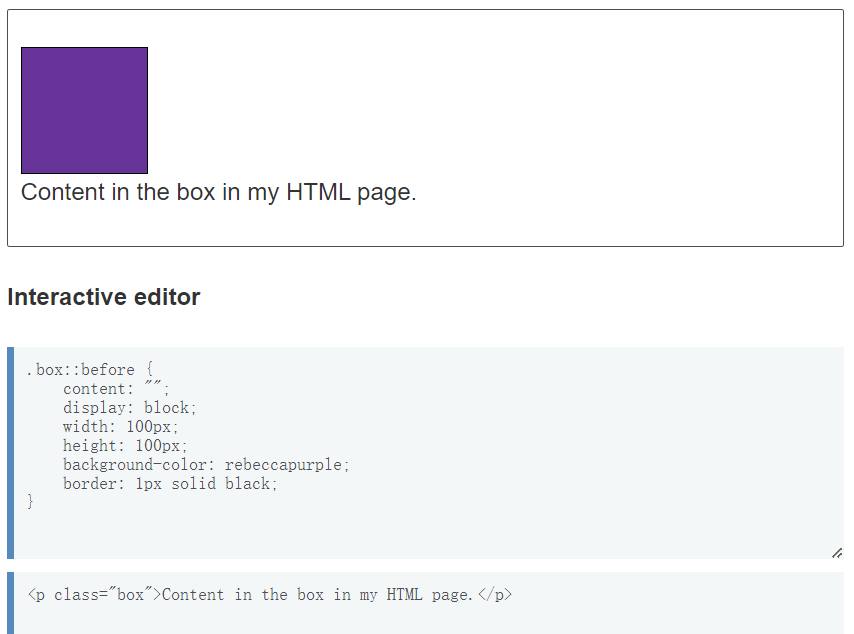 Content in the box in my HTML page.
Interactive editor
.box::before {
    content: "";
    display: block;
    width: 100px;
    height: 100px;
    background-color: rebeccapurple;
    border: 1px solid black;
}
<p class="box">Content in the box in my HTML page.</p>